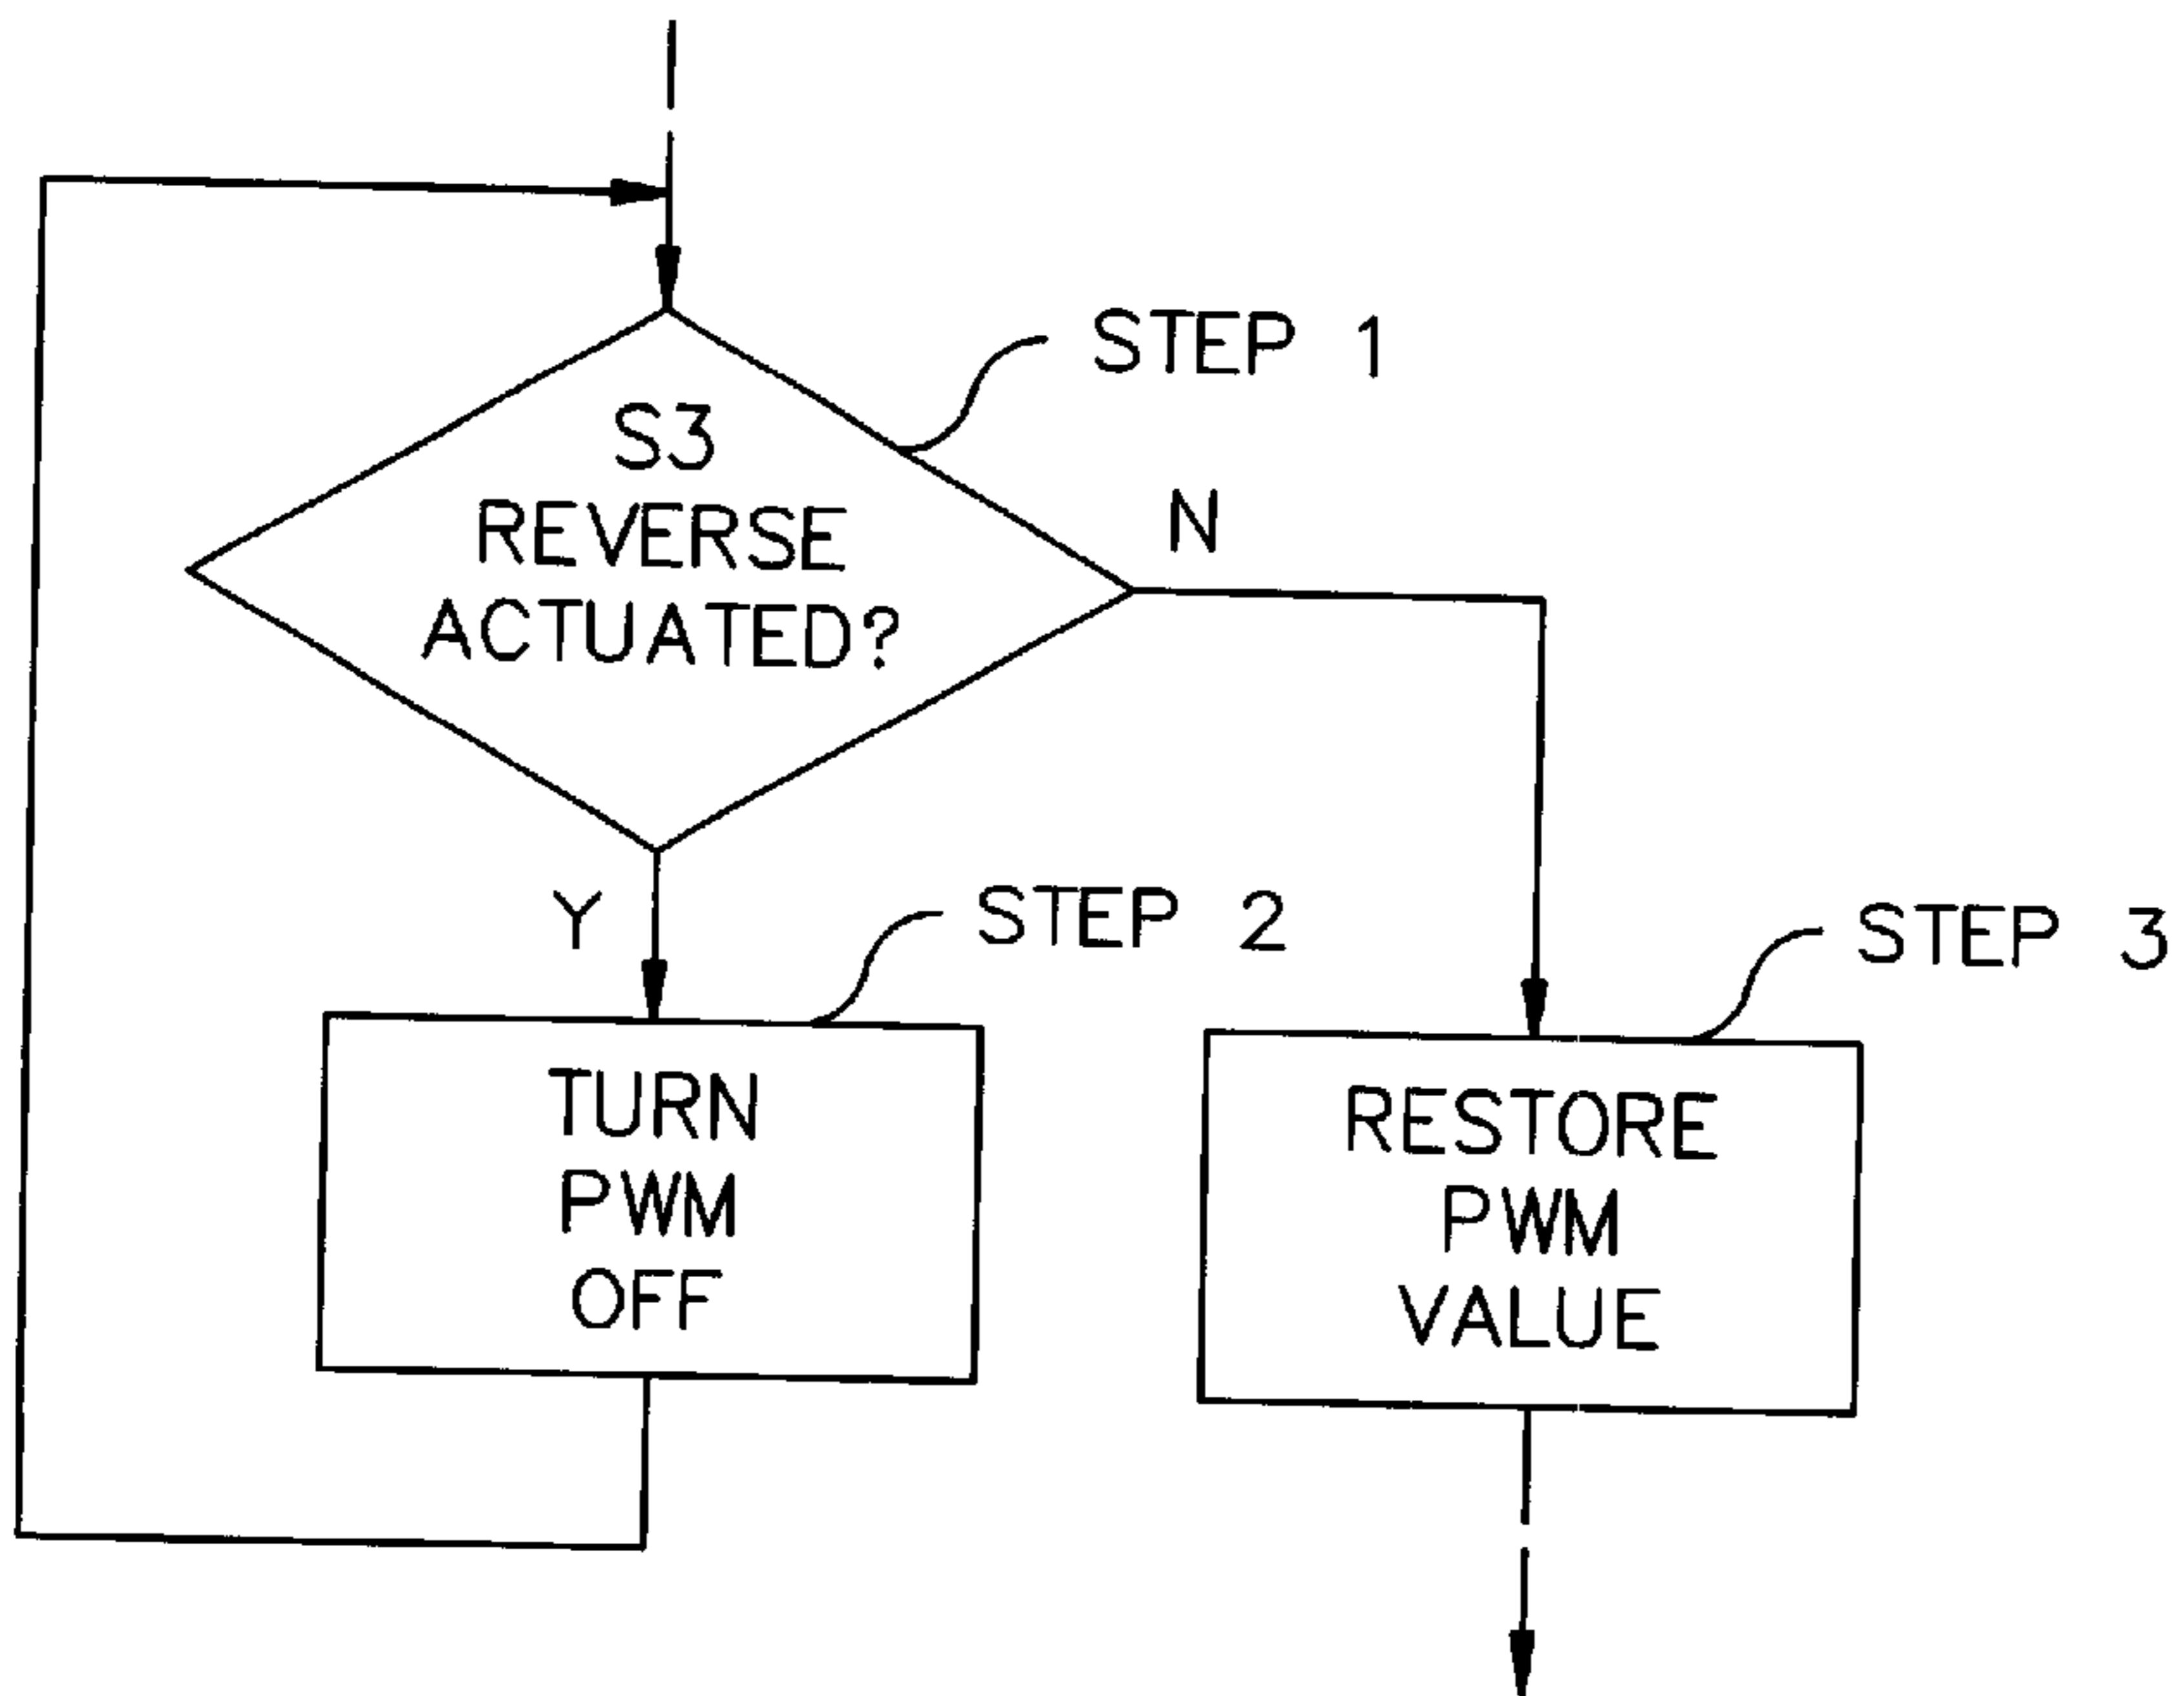 STEP 1
S3
REVERSE
ACTUATED?
N
Y
STEP 2
STEP 3
TURN
PWM
OFF
RESTORE
PWM
VALUE